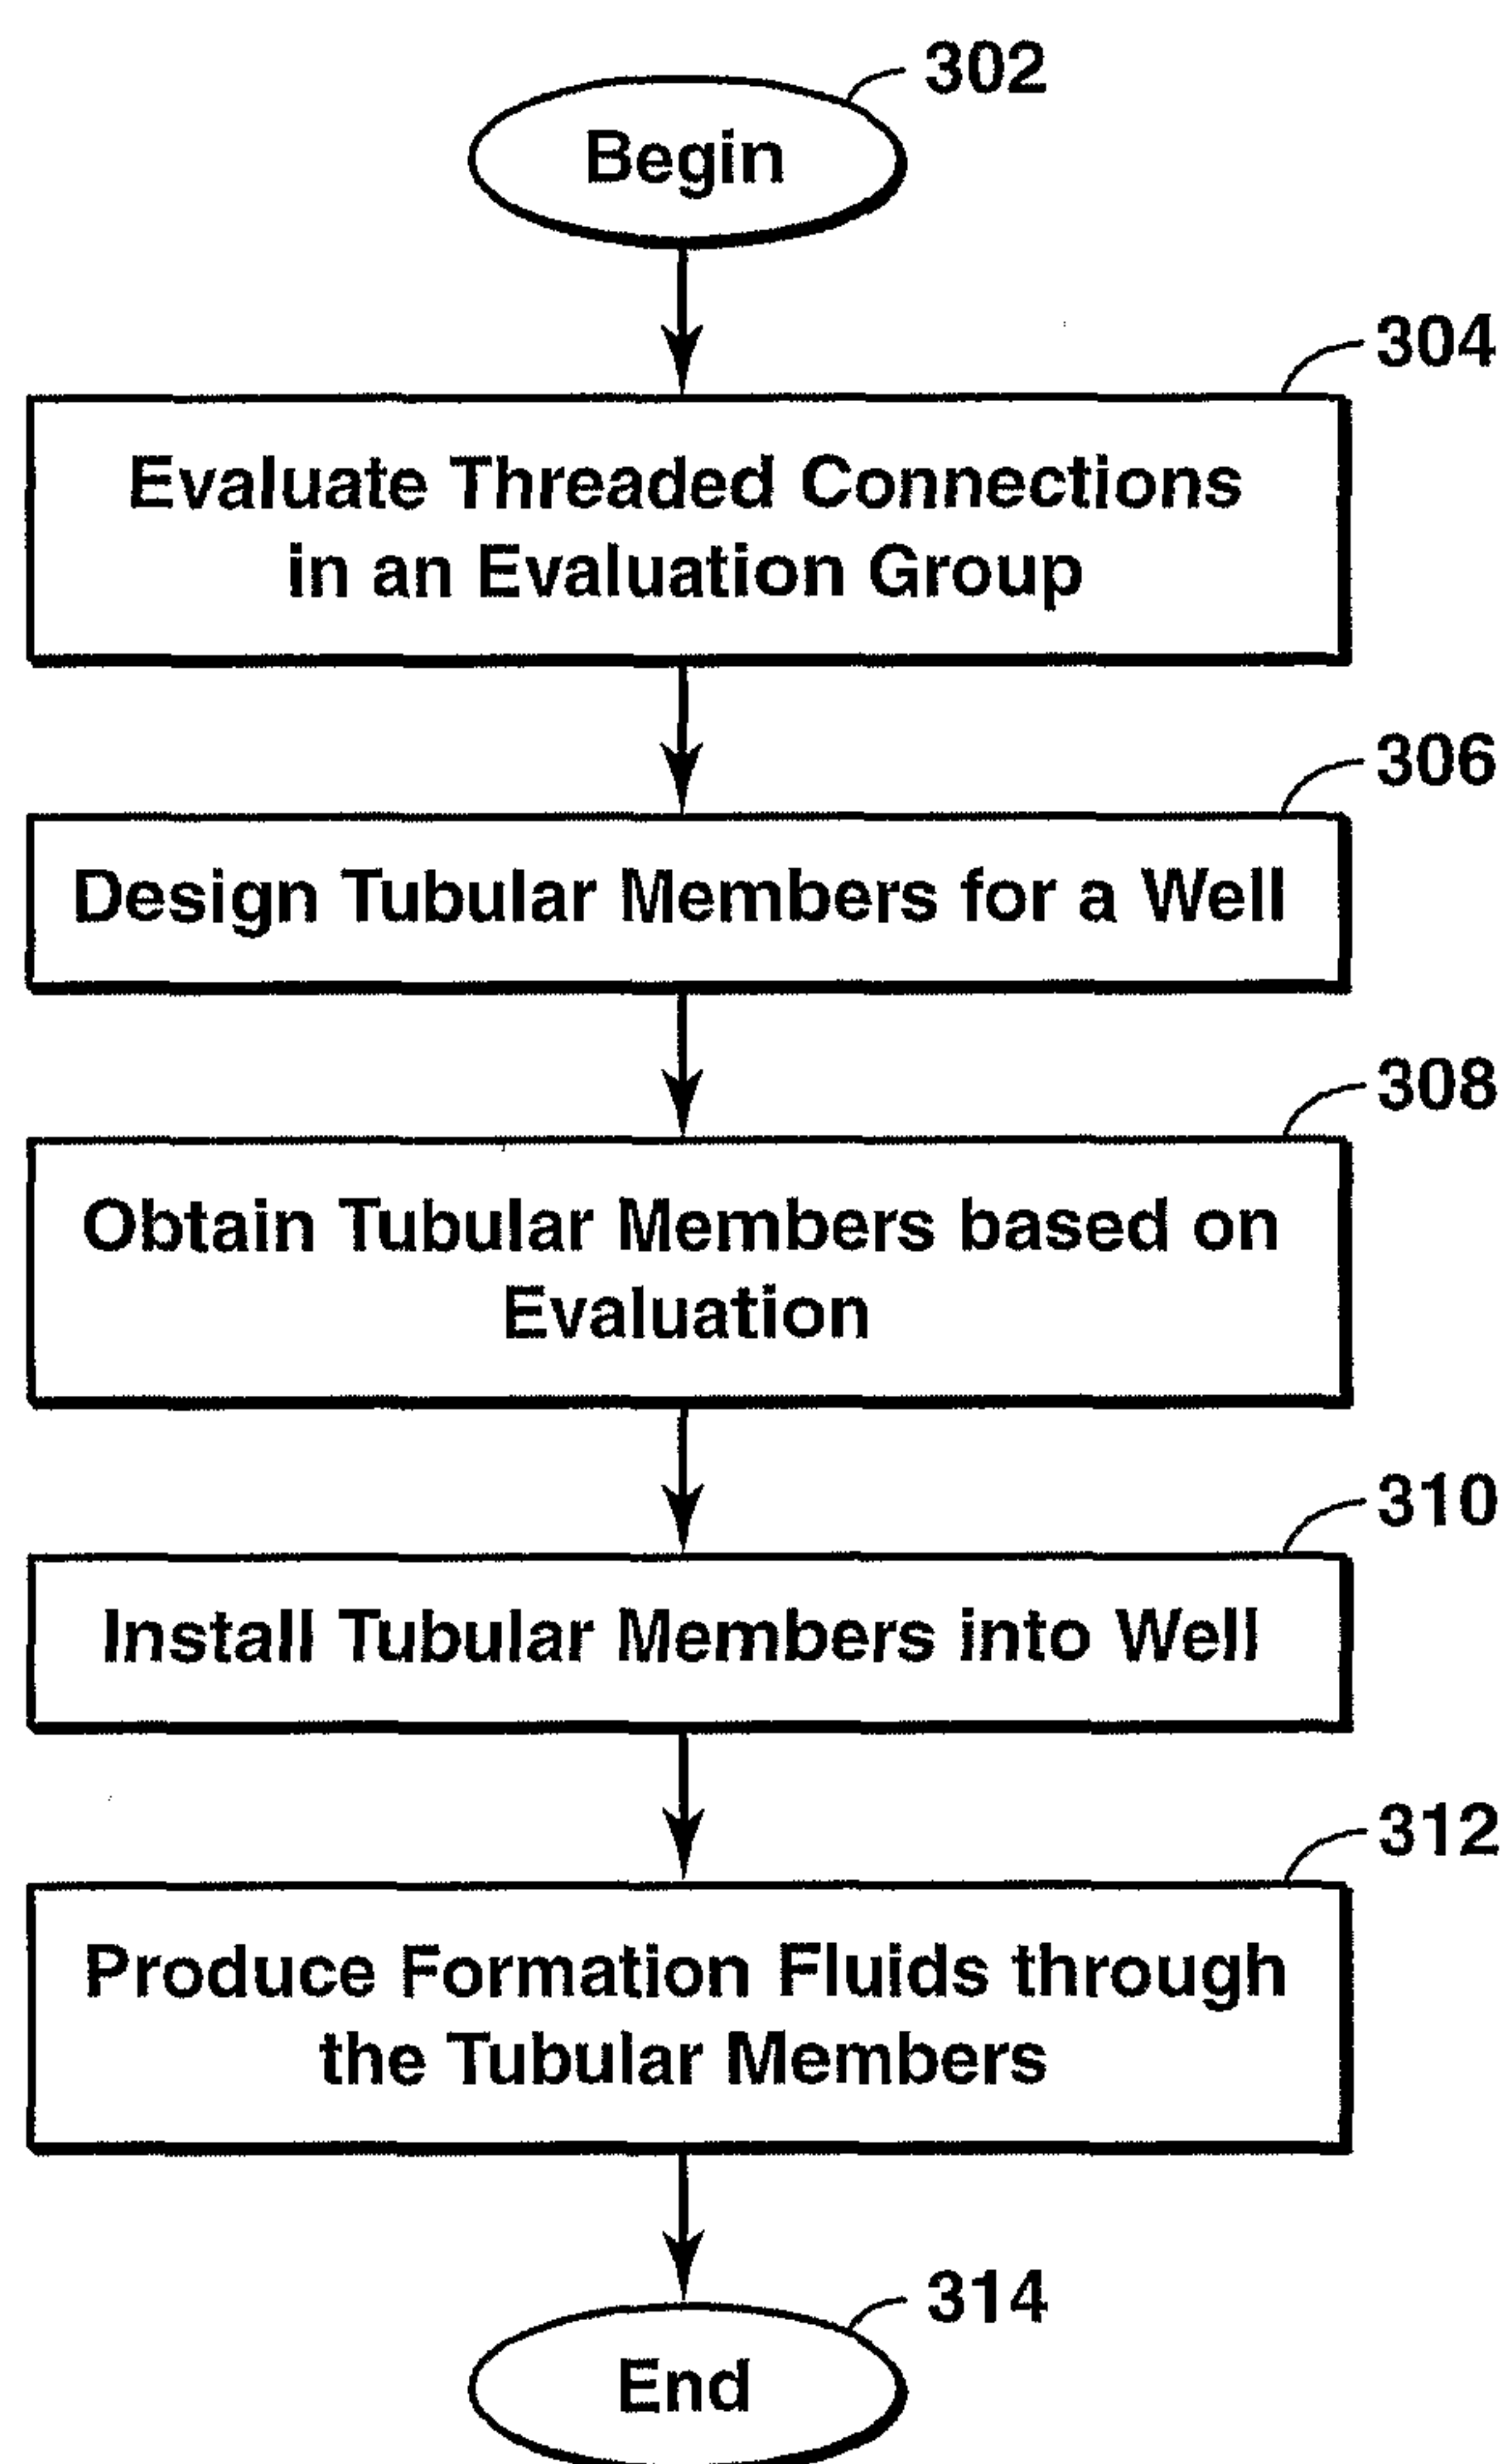 302
Begin
304
Evaluate Threaded Connections
in an Evaluation Group
306
Design Tubular Members for a Well
308
Obtain Tubular Members based on
Evaluation
310
Install Tubular Members into Well
312
Produce Formation Fluids through
the Tubular Members
314
End